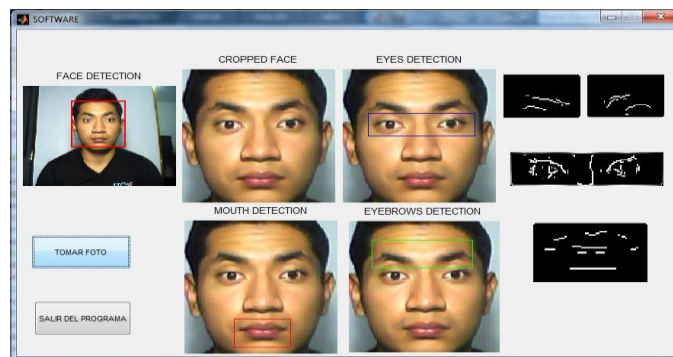 SOFTWARE
FACE DETECTION
CROPPED FACE
EYES DETECTION
MOUTH DETECTION
EYEBROWS DETECTION
TOMAR FOTO
SALIR DEL PROGRAMA